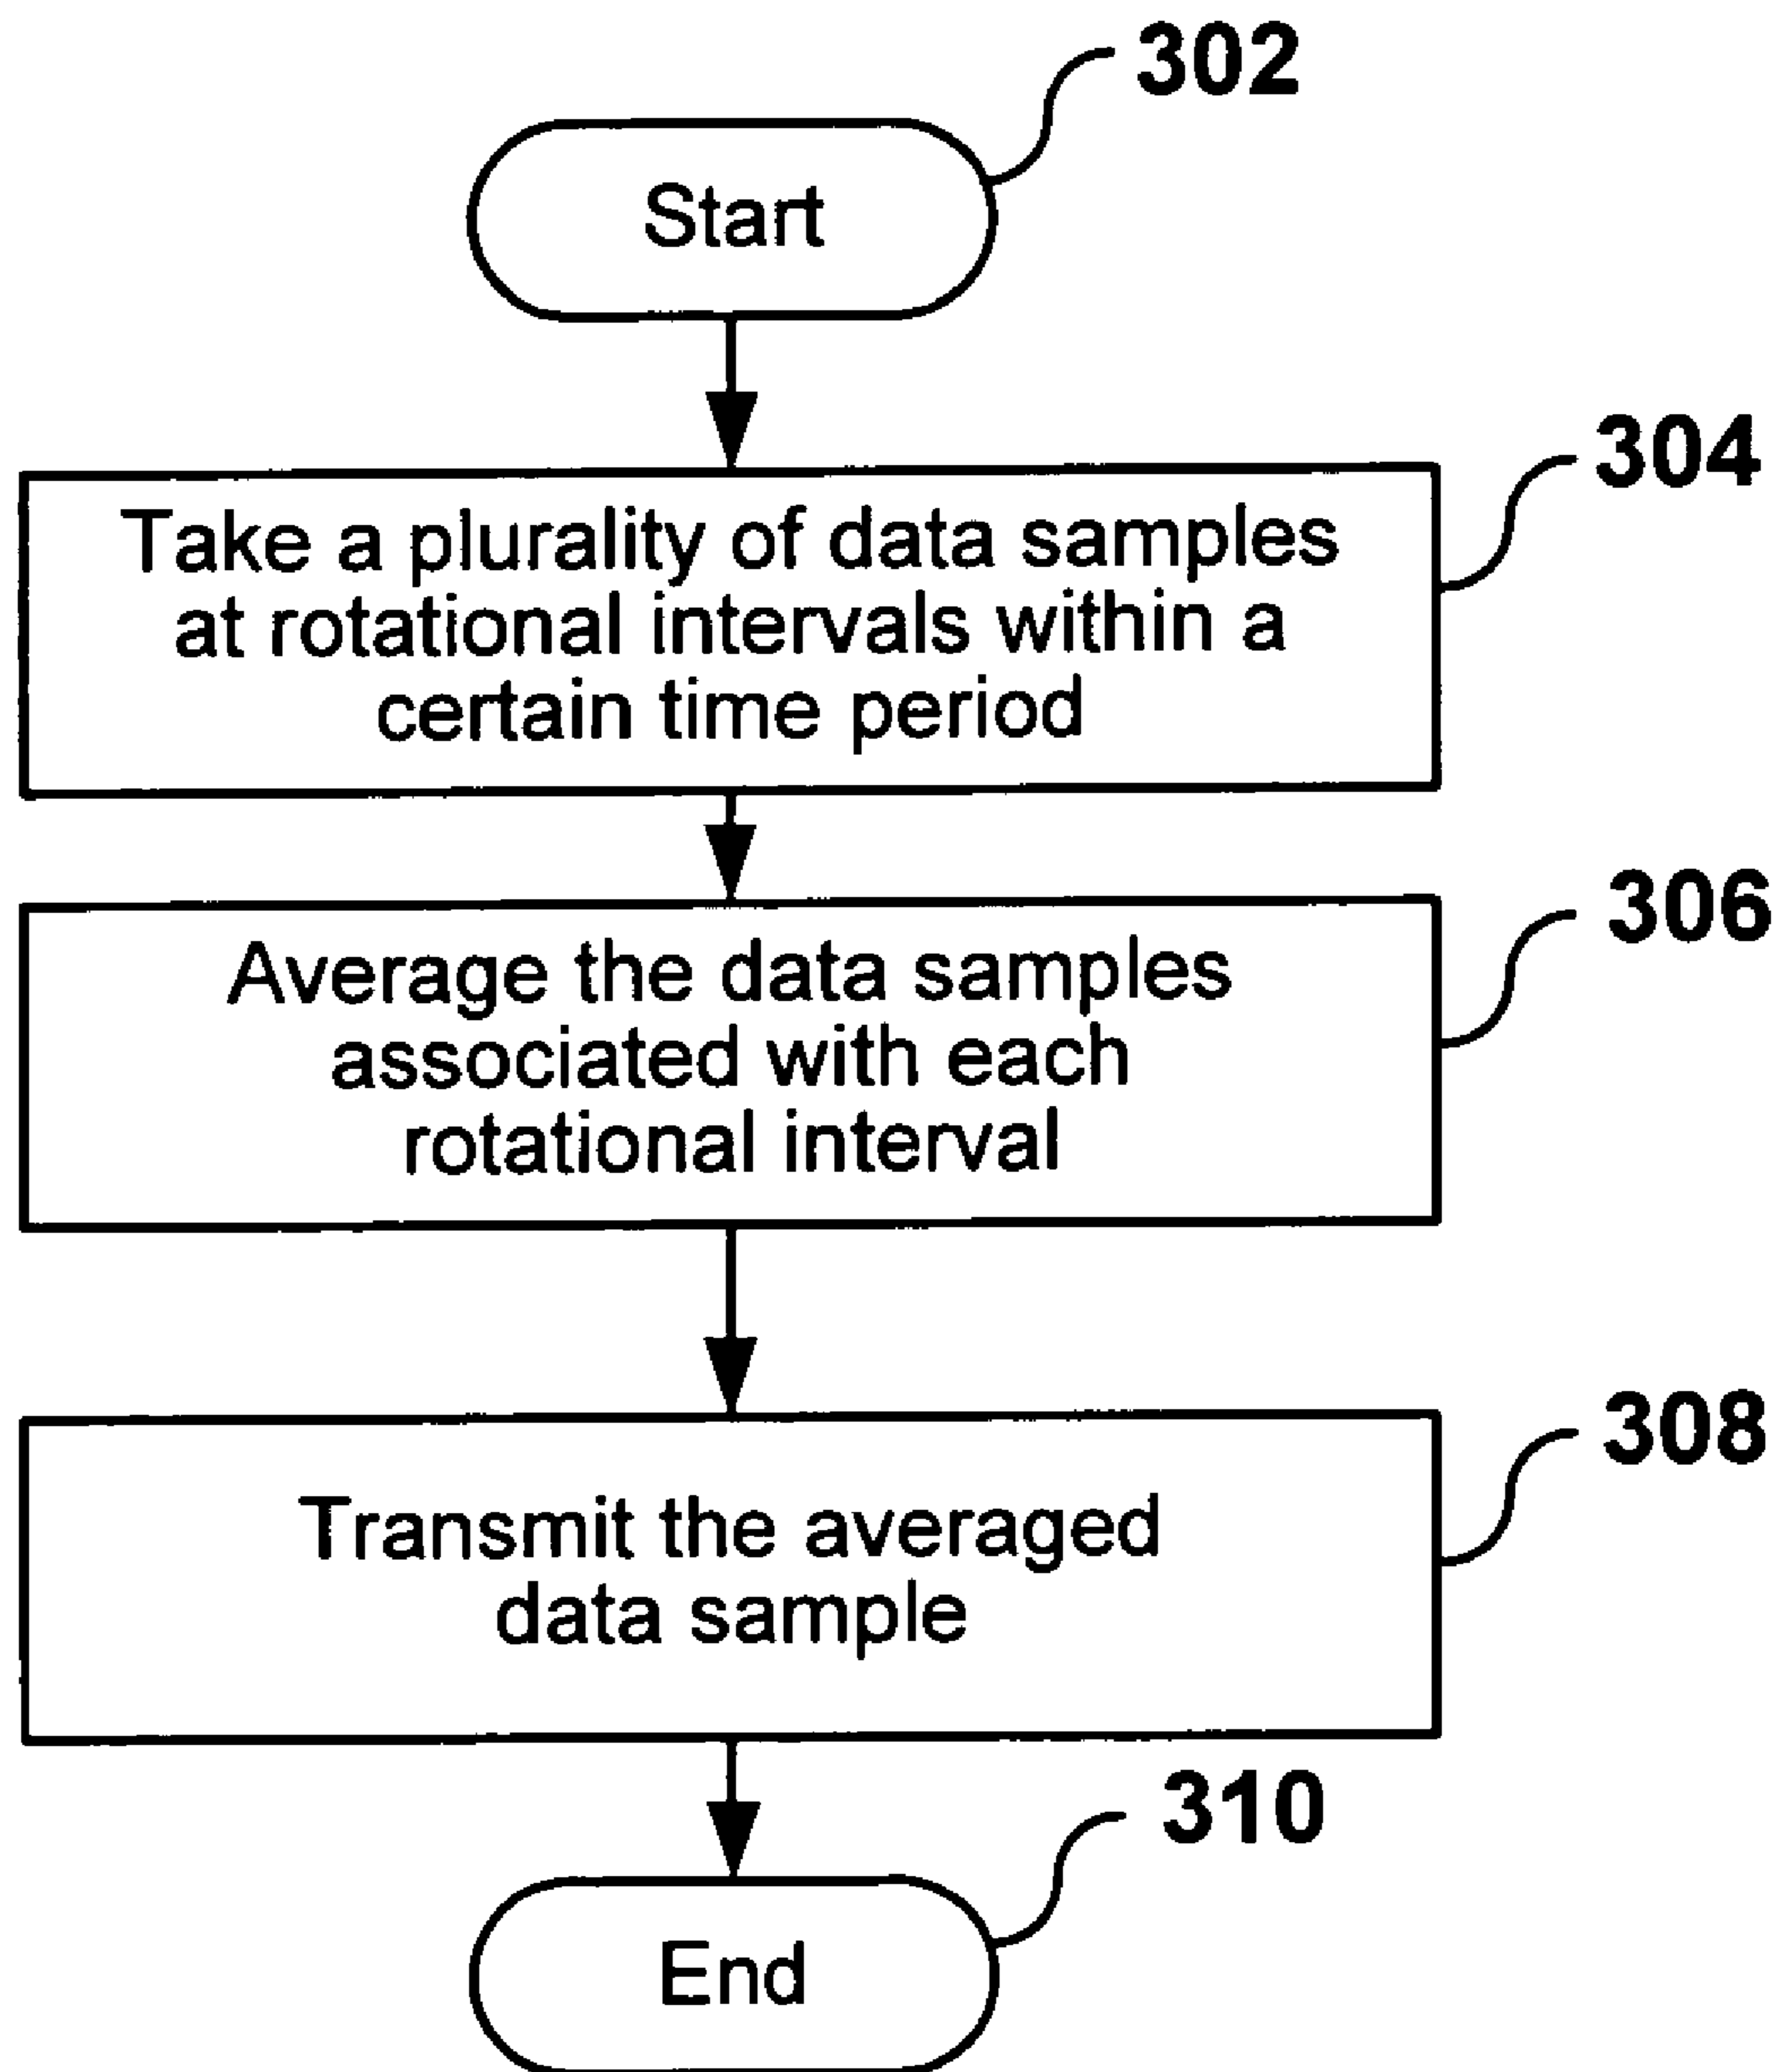 302
Start
304
Take a plurality of data samples
at rotational intervals within a
certain time period
306
Average the data samples
associated with each
rotational interval
308
Transmit the averaged
data sample
310
End